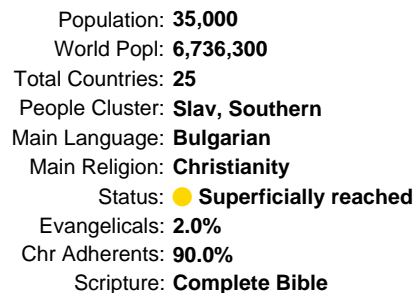 Population: 35,000
World Popl: 6,736,300
Total Countries: 25
People Cluster: Slav, Southern
Main Language: Bulgarian
Main Religion: Christianity
Status: Superficially reached
Evangelicals: 2.0%
Chr Adherents: 90.0%
Scripture: Complete Bible